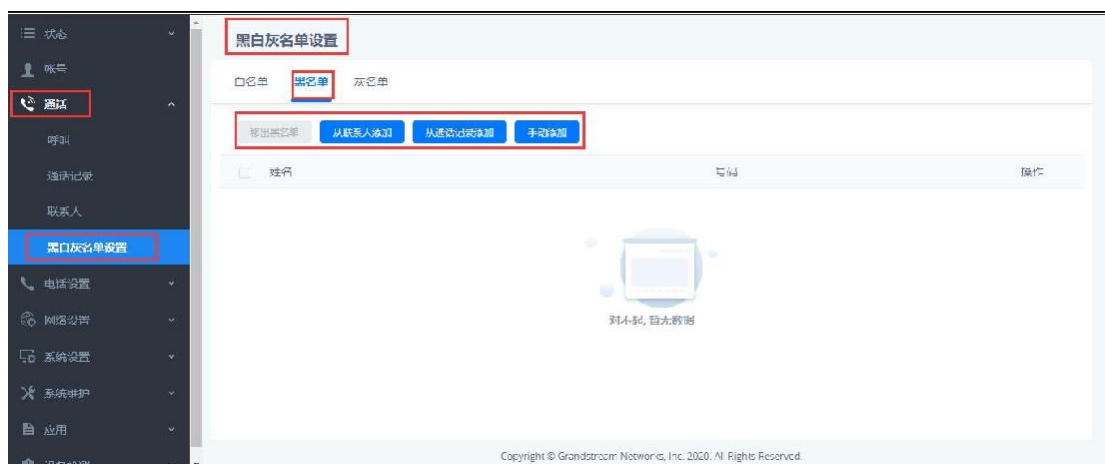 状态
账号
通话
呼叫
通话记录
联系人
黑白灰名单设置
电话设置
网络设置
系统设置
系统维护
应用
黑白灰名单设置
白名单 黑名单 灰名单
移出黑名单 从联系人添加 从通话记录添加 手动添加
姓名 号码 操作
对不起, 暂无数据
Copyright © Grandstream Networks, Inc. 2020. All Rights Reserved.